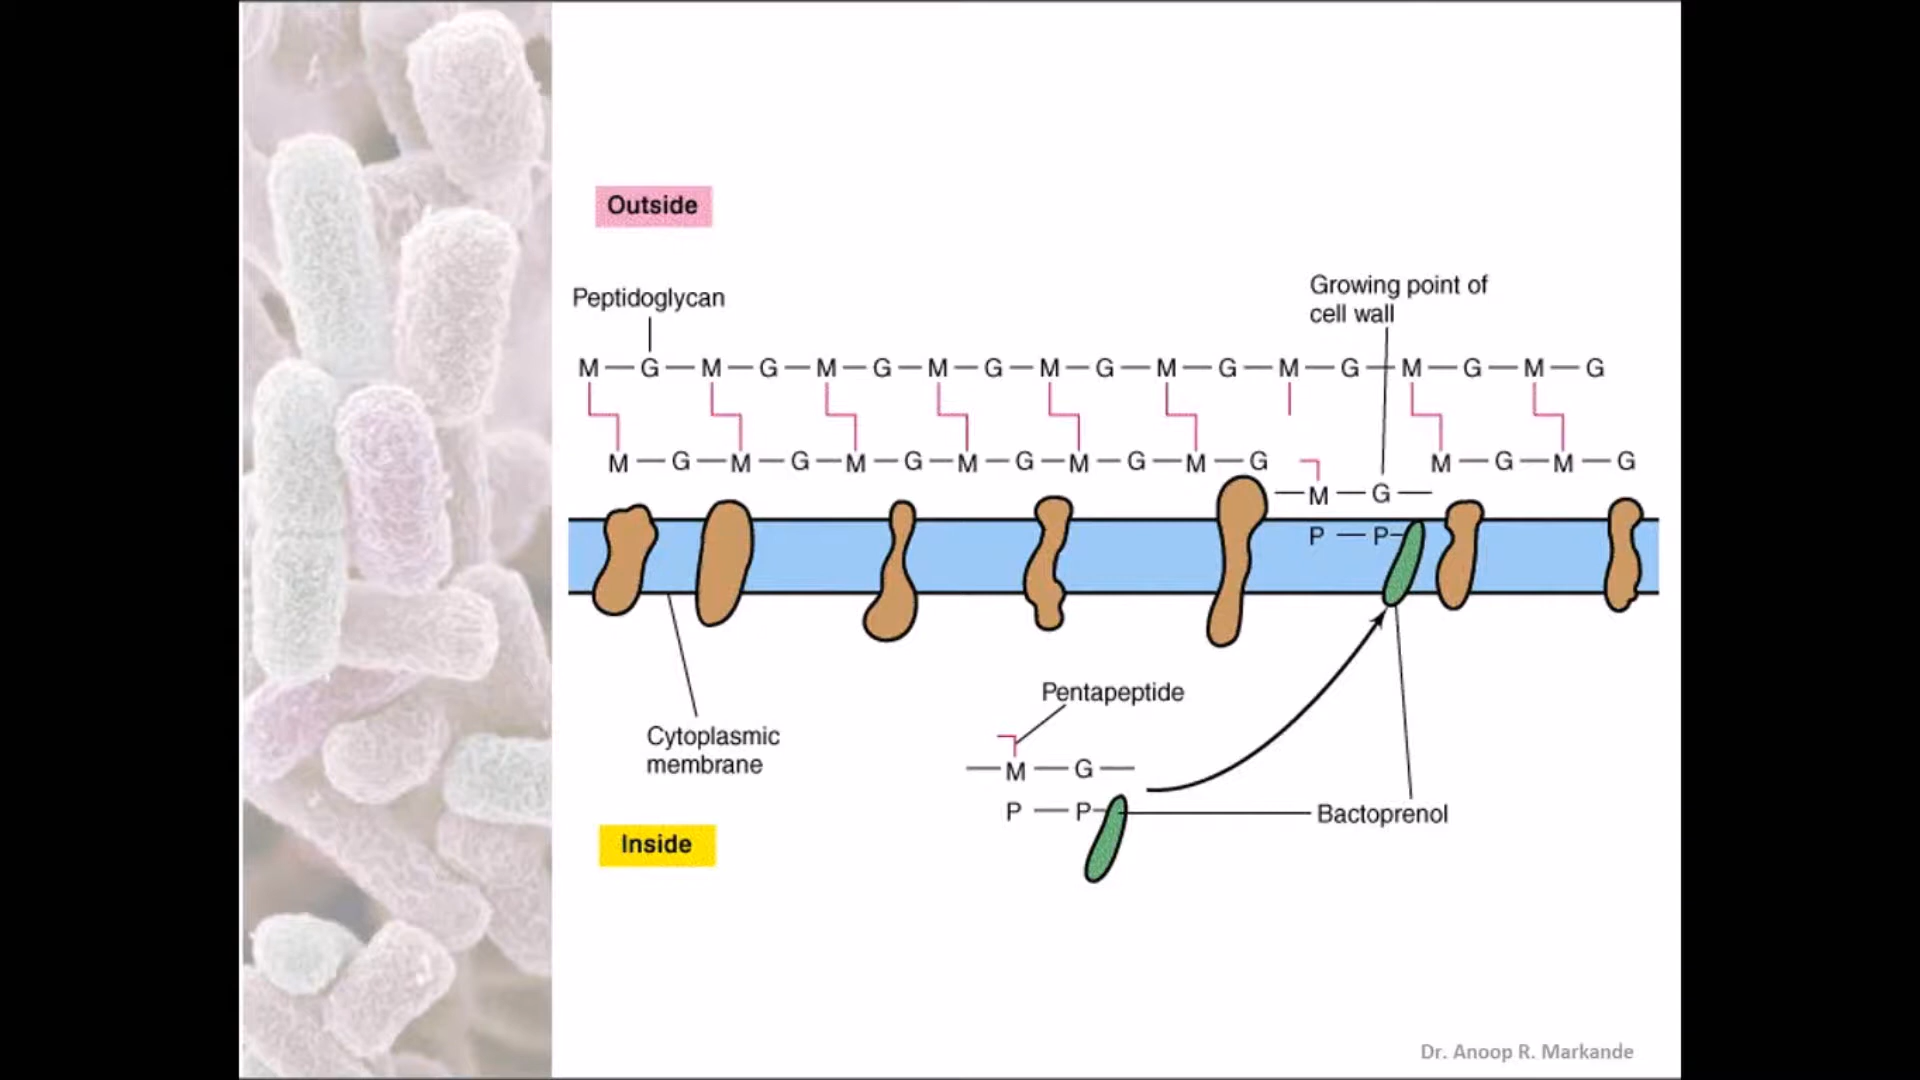 Outside
Peptidoglycan
Growing point of
cell wall
M — G — M — G — M — G — M — G — M — G — M — G — M — G — M — G — M — G
M — G — M — G — M — G — M — G — M — G — M — G
M — G — M — G
— M — G —
P — P
Pentapeptide
Cytoplasmic
membrane
— M — G —
P — P
Bactoprenol
Inside
Dr. Anoop R. Markande